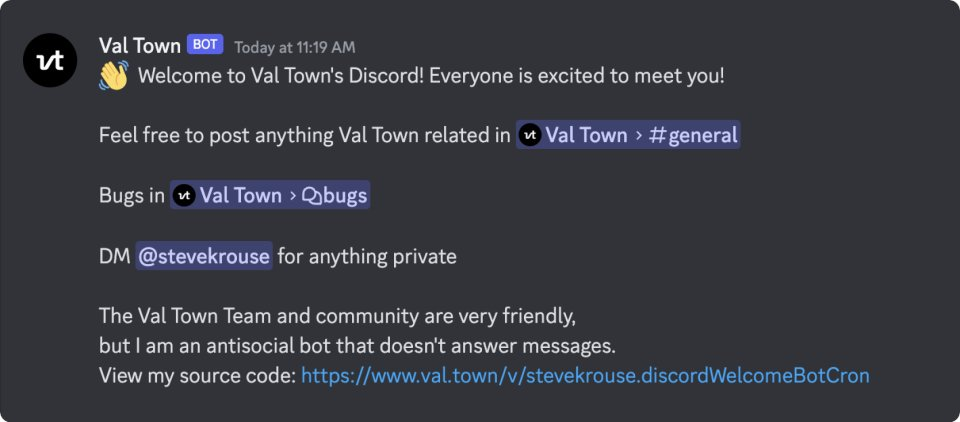 vt
Val Town BOT Today at 11:19 AM
👋 Welcome to Val Town's Discord! Everyone is excited to meet you!
Feel free to post anything Val Town related in vt Val Town > #general
Bugs in vt Val Town > bugs
DM @stevekrouse for anything private
The Val Town Team and community are very friendly,
but I am an antisocial bot that doesn't answer messages.
View my source code: https://www.val.town/v/stevekrouse.discordWelcomeBotCron